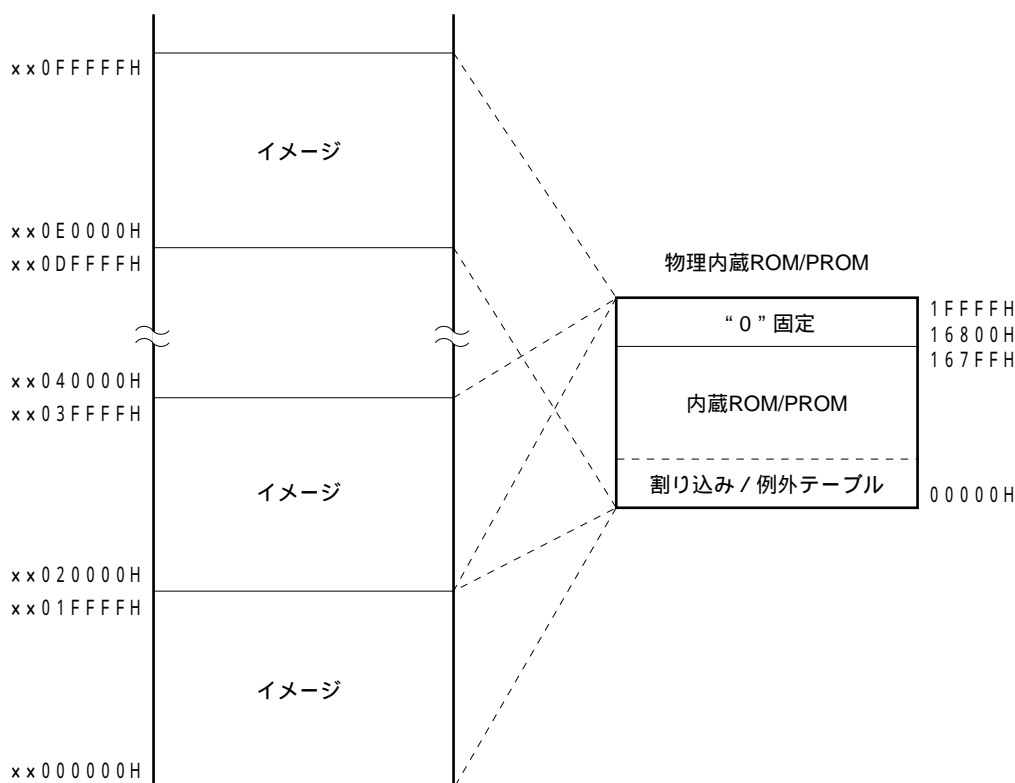 xx0FFFFFH
イメージ
xx0E0000H
xx0DFFFFH
xx040000H
xx03FFFFH
イメージ
xx020000H
xx01FFFFH
イメージ
xx000000H
物理内蔵ROM/PROM
“0”固定
1FFFFH
16800H
167FFH
内蔵ROM/PROM
割り込み/例外テーブル
00000H